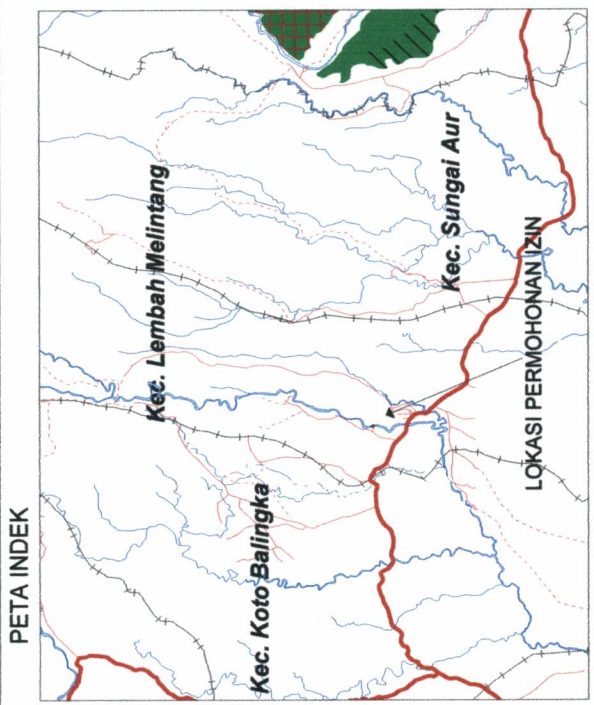 PETA INDEK
Kec. Koto Balingka
Kec. Lembah Melintang
Kec. Sungai Aur
LOKASI PERMOHONAN IZIN